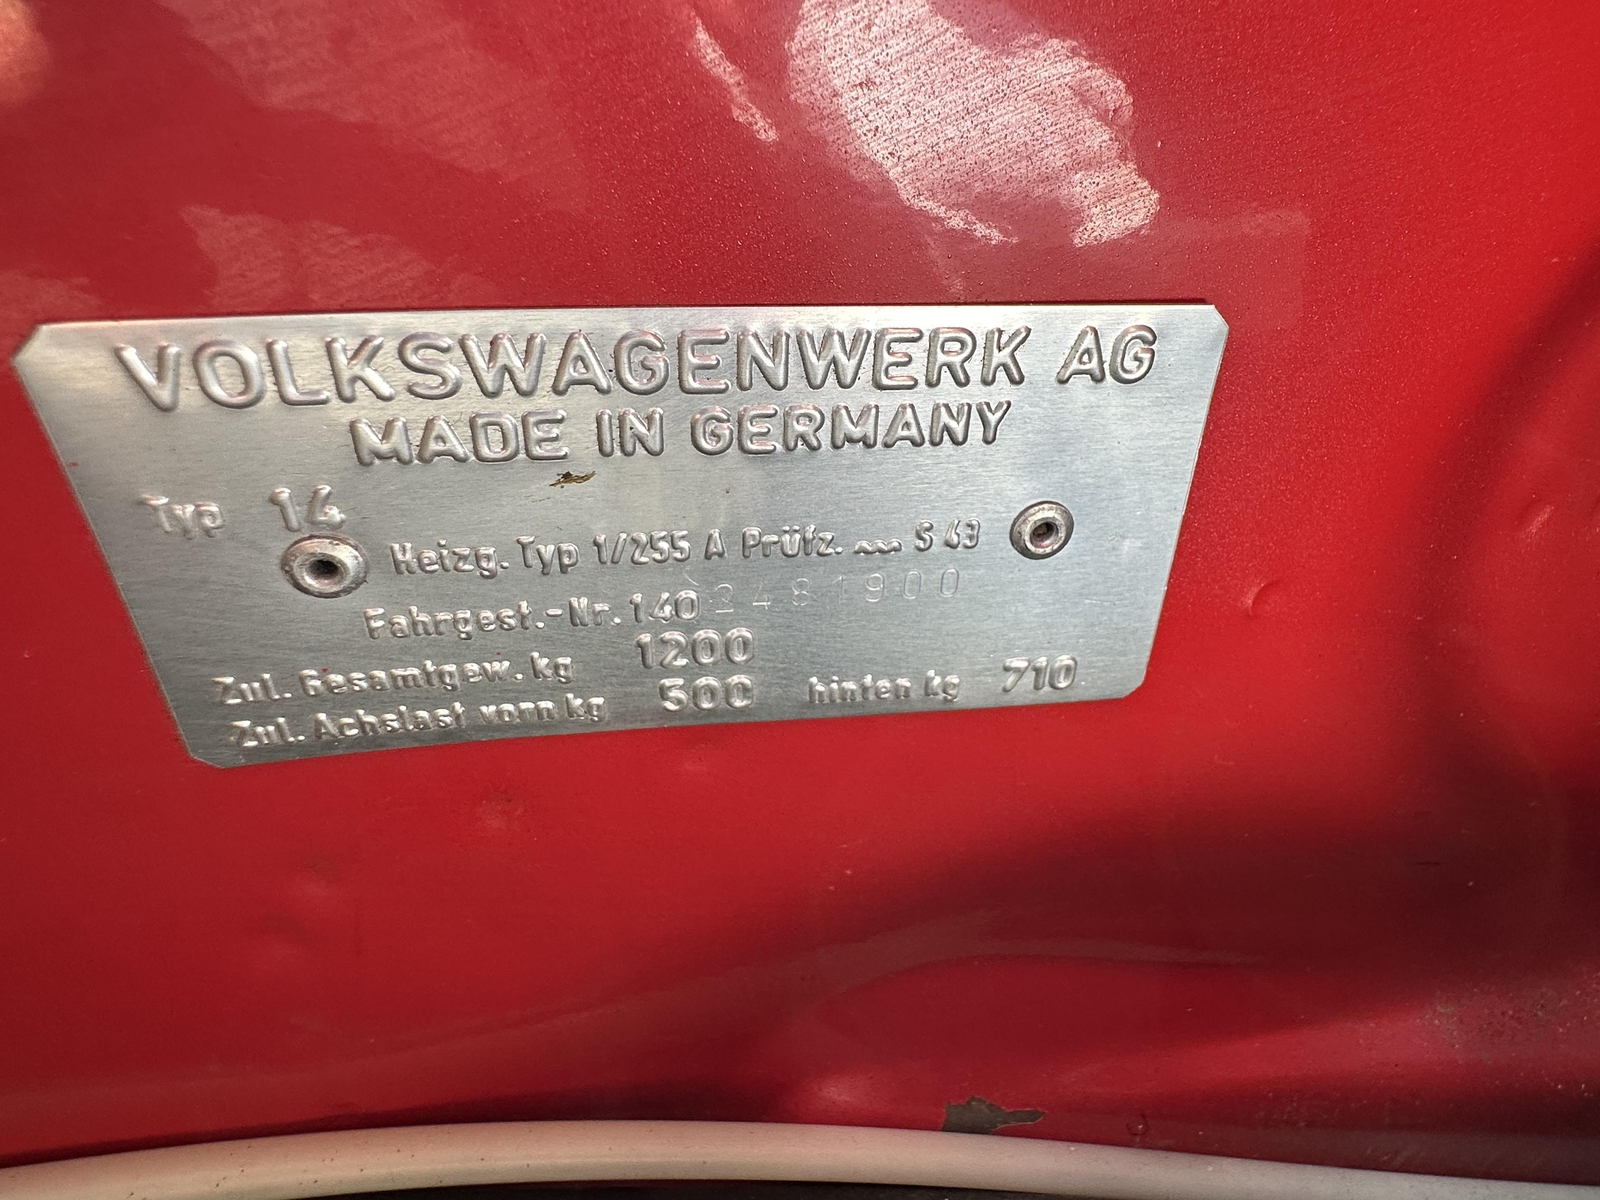 VOLKSWAGENWERK AG
MADE IN GERMANY
Typ 14
Heizg. Typ 1/255 A Prüfz. ~~~ S 43
Fahrgest.-Nr. 140 2481900
Zul. Gesamtgew. kg 1200
Zul. Achslast vorn kg 500 hinten kg 710